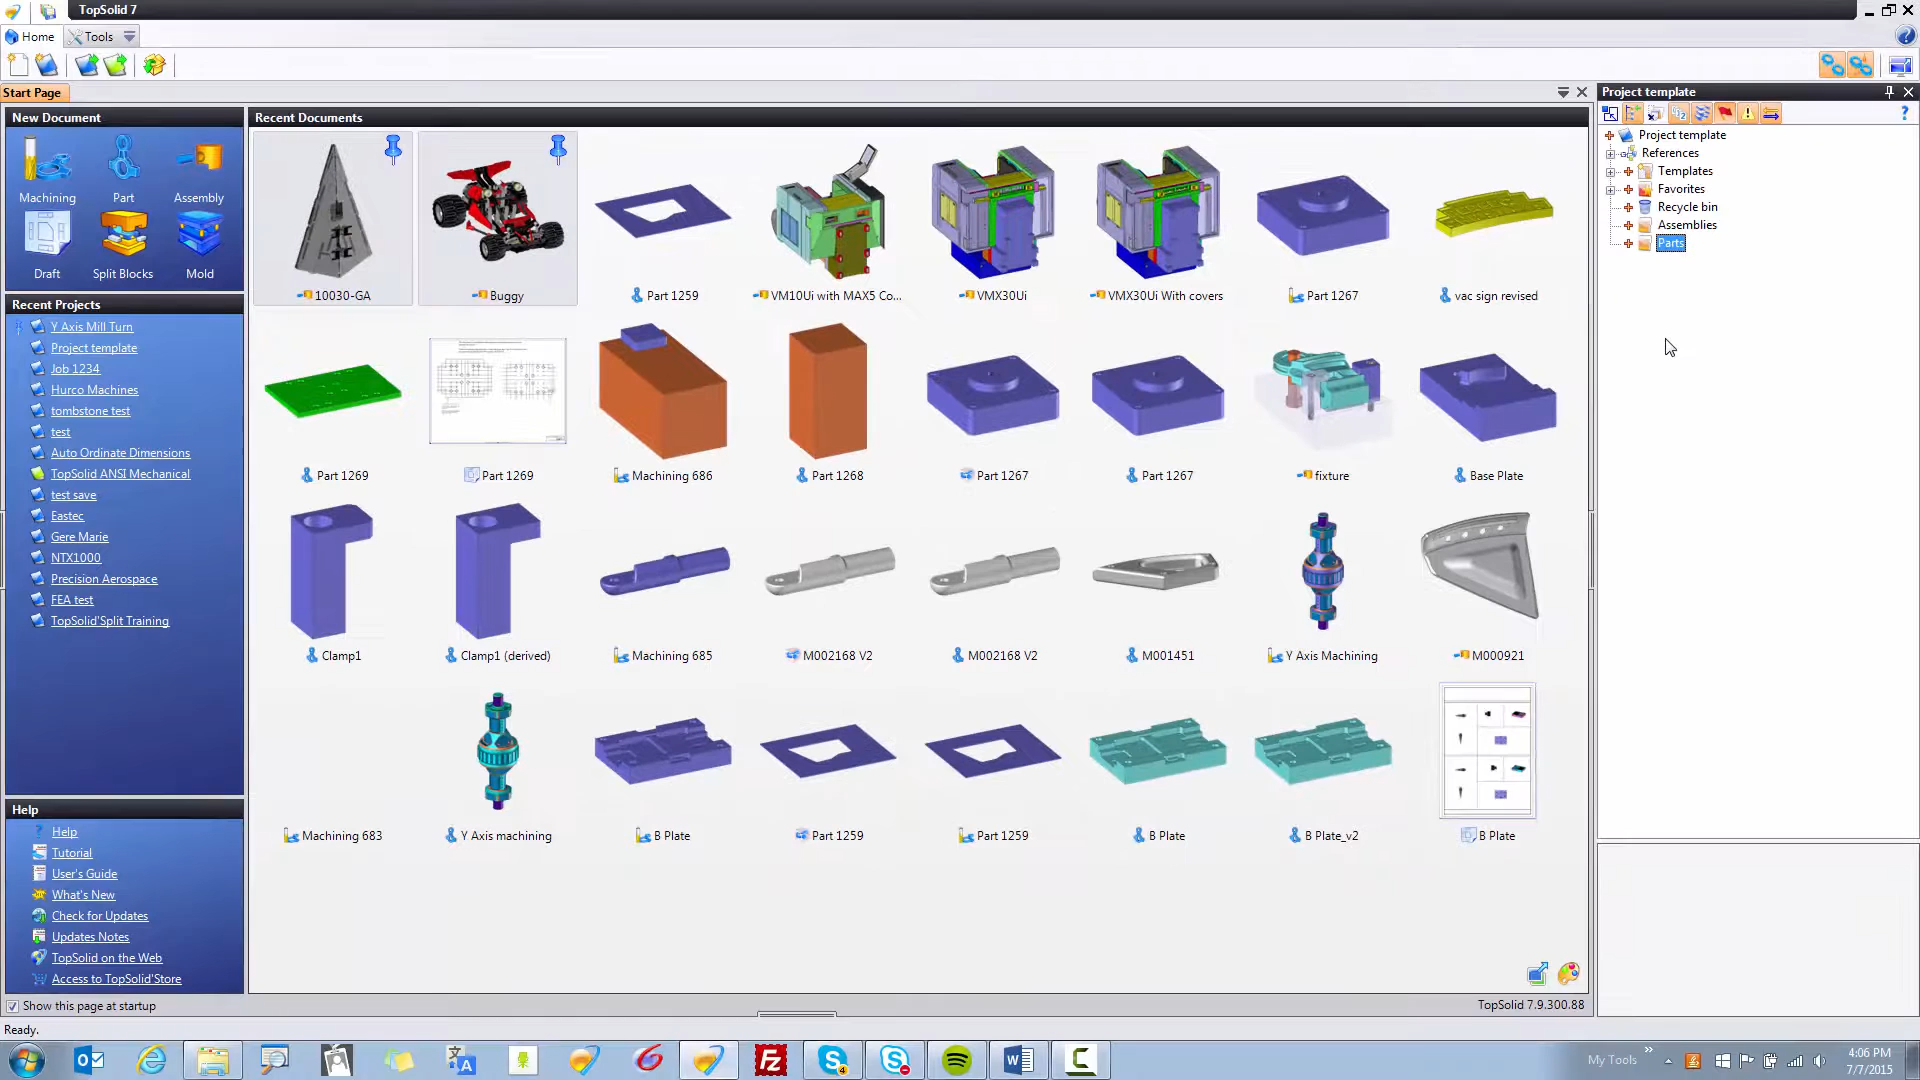 TopSolid 7
Home
Tools
Start Page
New Document
Machining
Part
Assembly
Draft
Split Blocks
Mold
Recent Projects
Y Axis Mill Turn
Project template
Job 1234
Hurco Machines
tombstone test
test
Auto Ordinate Dimensions
TopSolid ANSI Mechanical
test save
Eastec
Gere Marie
NTX1000
Precision Aerospace
FEA test
TopSolid'Split Training
Help
Help
Tutorial
User's Guide
What's New
Check for Updates
Updates Notes
TopSolid on the Web
Access to TopSolid'Store
Show this page at startup
Recent Documents
10030-GA
Buggy
Part 1259
VM10Ui with MAX5 Co...
VMX30Ui
VMX30Ui With covers
Part 1267
vac sign revised
Part 1269
Part 1269
Machining 686
Part 1268
Part 1267
Part 1267
fixture
Base Plate
Clamp1
Clamp1 (derived)
Machining 685
M002168 V2
M002168 V2
M001451
Y Axis Machining
M000921
Machining 683
Y Axis machining
B Plate
Part 1259
Part 1259
B Plate
B Plate_v2
B Plate
TopSolid 7.9.300.88
Project template
Project template
References
Templates
Favorites
Recycle bin
Assemblies
Parts
Ready.
My Tools
4:06 PM
7/7/2015